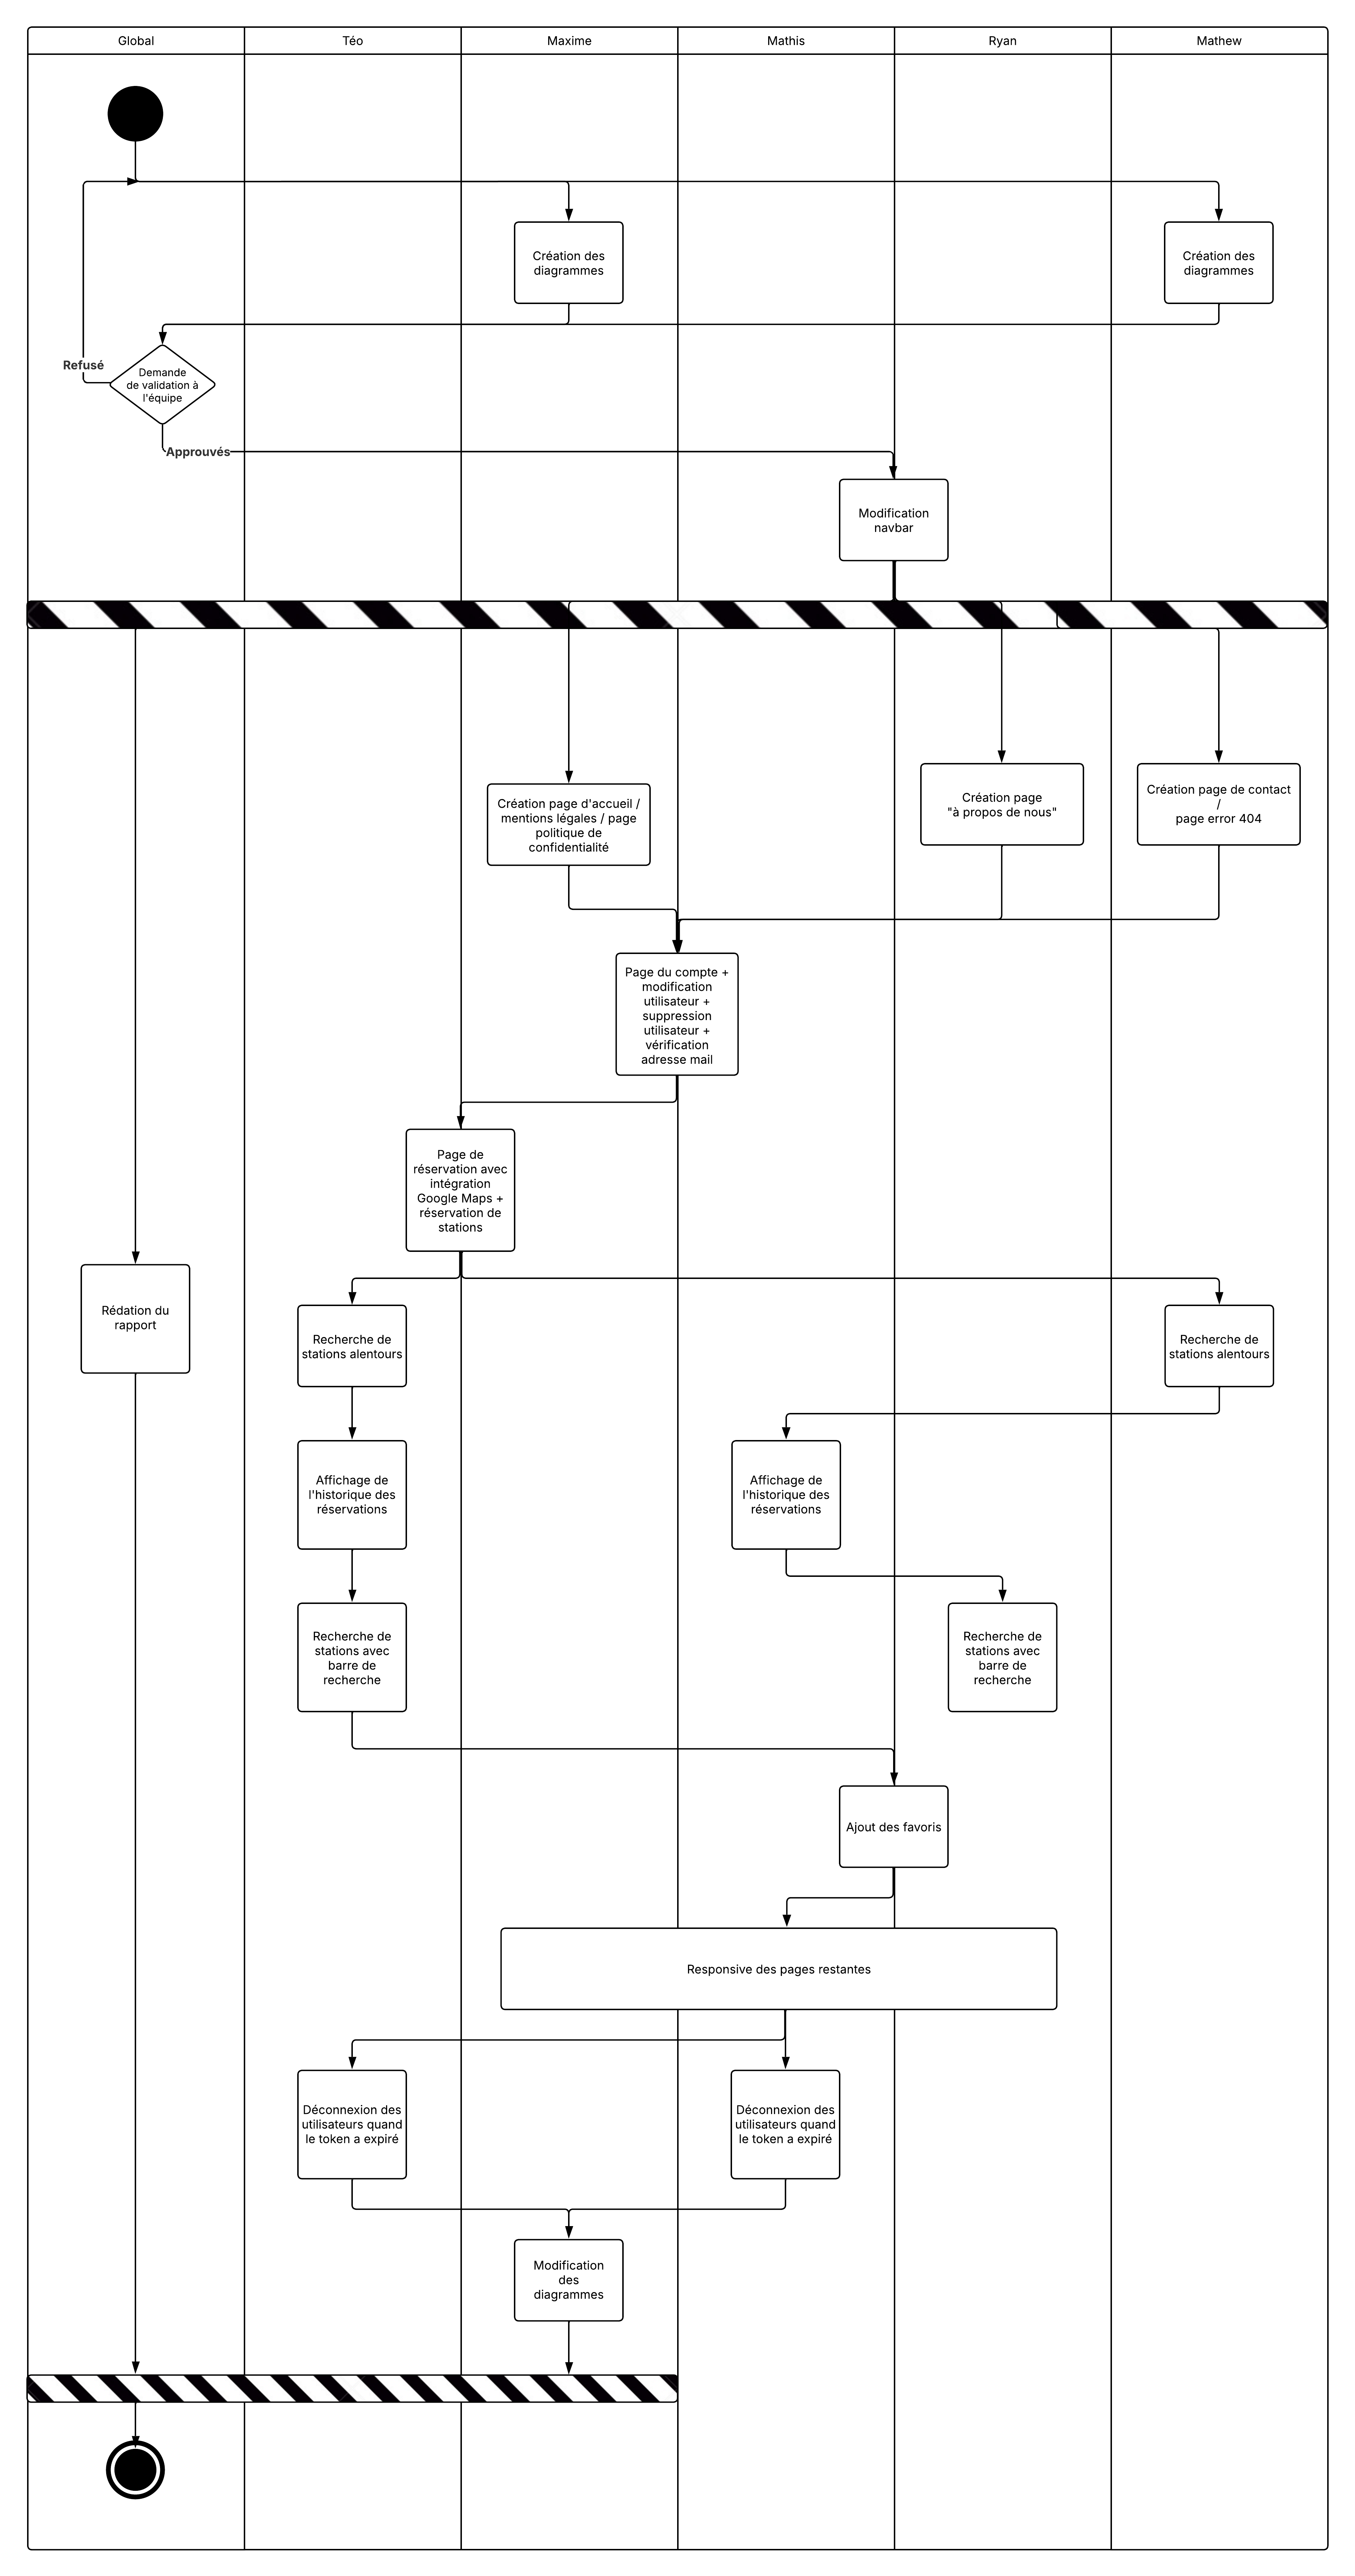 Global
Téo
Maxime
Mathis
Ryan
Mathew
Création des
diagrammes
Création des
diagrammes
Refusé
Demande
de validation à
l'équipe
Approuvés
Modification
navbar
Création page d'accueil /
mentions légales / page
politique de
confidentialité
Création page
"à propos de nous"
Création page de contact
/
page error 404
Page du compte +
modification
utilisateur +
suppression
utilisateur +
vérification
adresse mail
Page de
réservation avec
intégration
Google Maps +
réservation de
stations
Rédation du
rapport
Recherche de
stations alentours
Recherche de
stations alentours
Affichage de
l'historique des
réservations
Affichage de
l'historique des
réservations
Recherche de
stations avec
barre de
recherche
Recherche de
stations avec
barre de
recherche
Ajout des favoris
Responsive des pages restantes
Déconnexion des
utilisateurs quand
le token a expiré
Déconnexion des
utilisateurs quand
le token a expiré
Modification
des
diagrammes